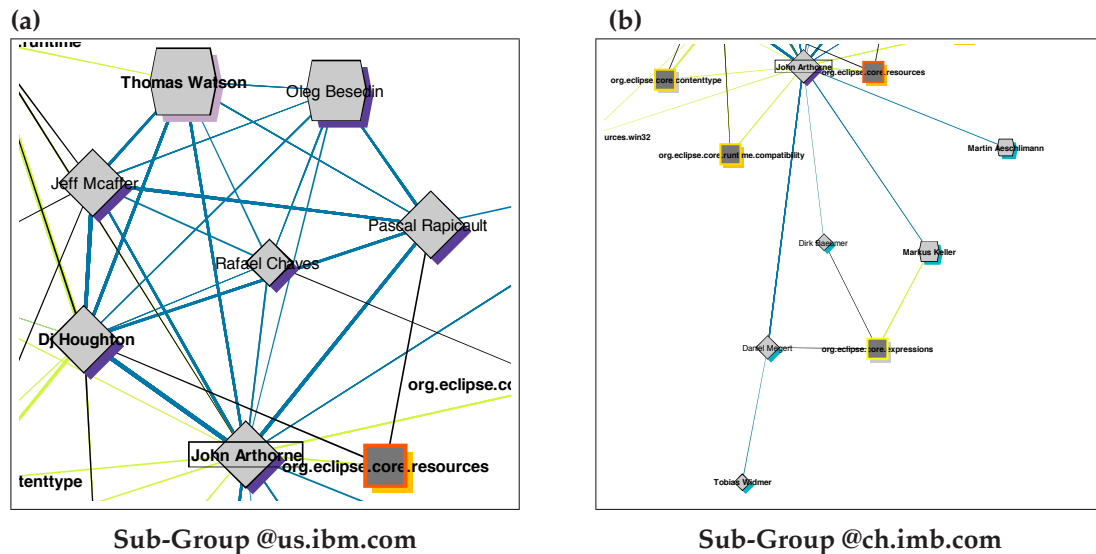 (a)
(b)
.runtime
Thomas Watson
Oleg Besedin
Jeff Mcaffer
Pascal Rapicault
Rafael Chaves
Dj Houghton
org.eclipse.co
John Arthorne
org.eclipse.core.resources
tenttype
Sub-Group @us.ibm.com
John Arthorne
org.eclipse.core.resources
org.eclipse.core.contenttype
urces.win32
org.eclipse.core.runtime.compatibility
Martin Aeschlimann
Dirk Baeumer
Markus Keller
Daniel Megert
org.eclipse.core.expressions
Tobias Widmer
Sub-Group @ch.imb.com